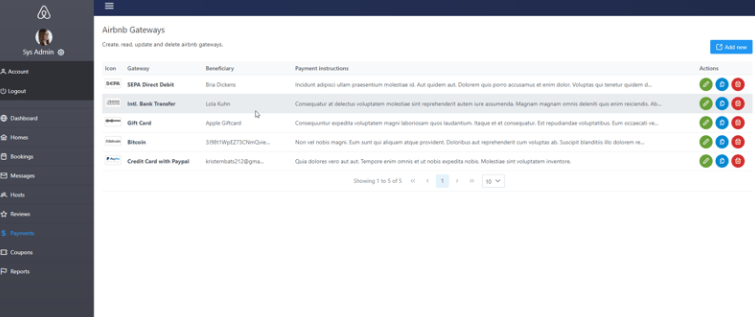 Sys Admin
Account
Logout
Dashboard
Homes
Bookings
Messages
Hosts
Reviews
Payments
Coupons
Reports
Airbnb Gateways
Create, read, update and delete airbnb gateways.
Add new
Icon Gateway Beneficiary Payment instructions Actions
SEPA SEPA Direct Debit Bria Dickens Incidunt adipisci ullam praesentium molestiae id. Aut quidem aut. Dolorem quo porro accusamus et enim dolor. Voluptas qui tenetur quidem d...
Intl. Bank Transfer Lola Kuhn Consequatur at delectus voluptatem molestiae sint reprehenderit autem iure assumenda. Magnam magnam omnis deleniti quo enim reiciendis. Ab...
Gift Card Apple Giftcard Consequuntur expedita voluptatem magni laboriosam quos laudantium. Itaque et et consequatur. Est repudiandae voluptatibus. Eum occaecati ve...
Bitcoin Non vel nobis magni. Eum sunt qui aliquam atque provident. Doloribus aut reprehenderit cum voluptas ab. Suscipit blanditiis illo dolorem re...
PayPal Credit Card with Paypal kristembats212@gma... Quia dolores vero aut aut. Tempore enim omnis et ut nobis expedita nobis. Molestiae sint voluptatem inventore.
Showing 1 to 5 of 5 1 10